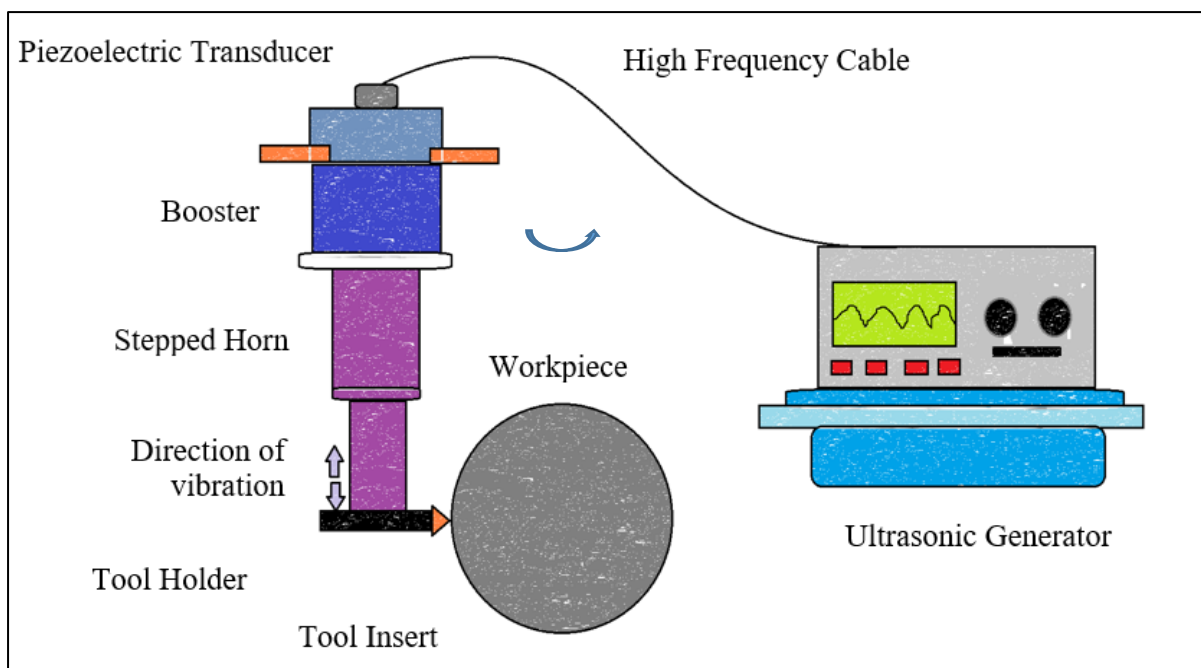 Piezoelectric Transducer
High Frequency Cable
Booster
Stepped Horn
Workpiece
Direction of
vibration
Ultrasonic Generator
Tool Holder
Tool Insert